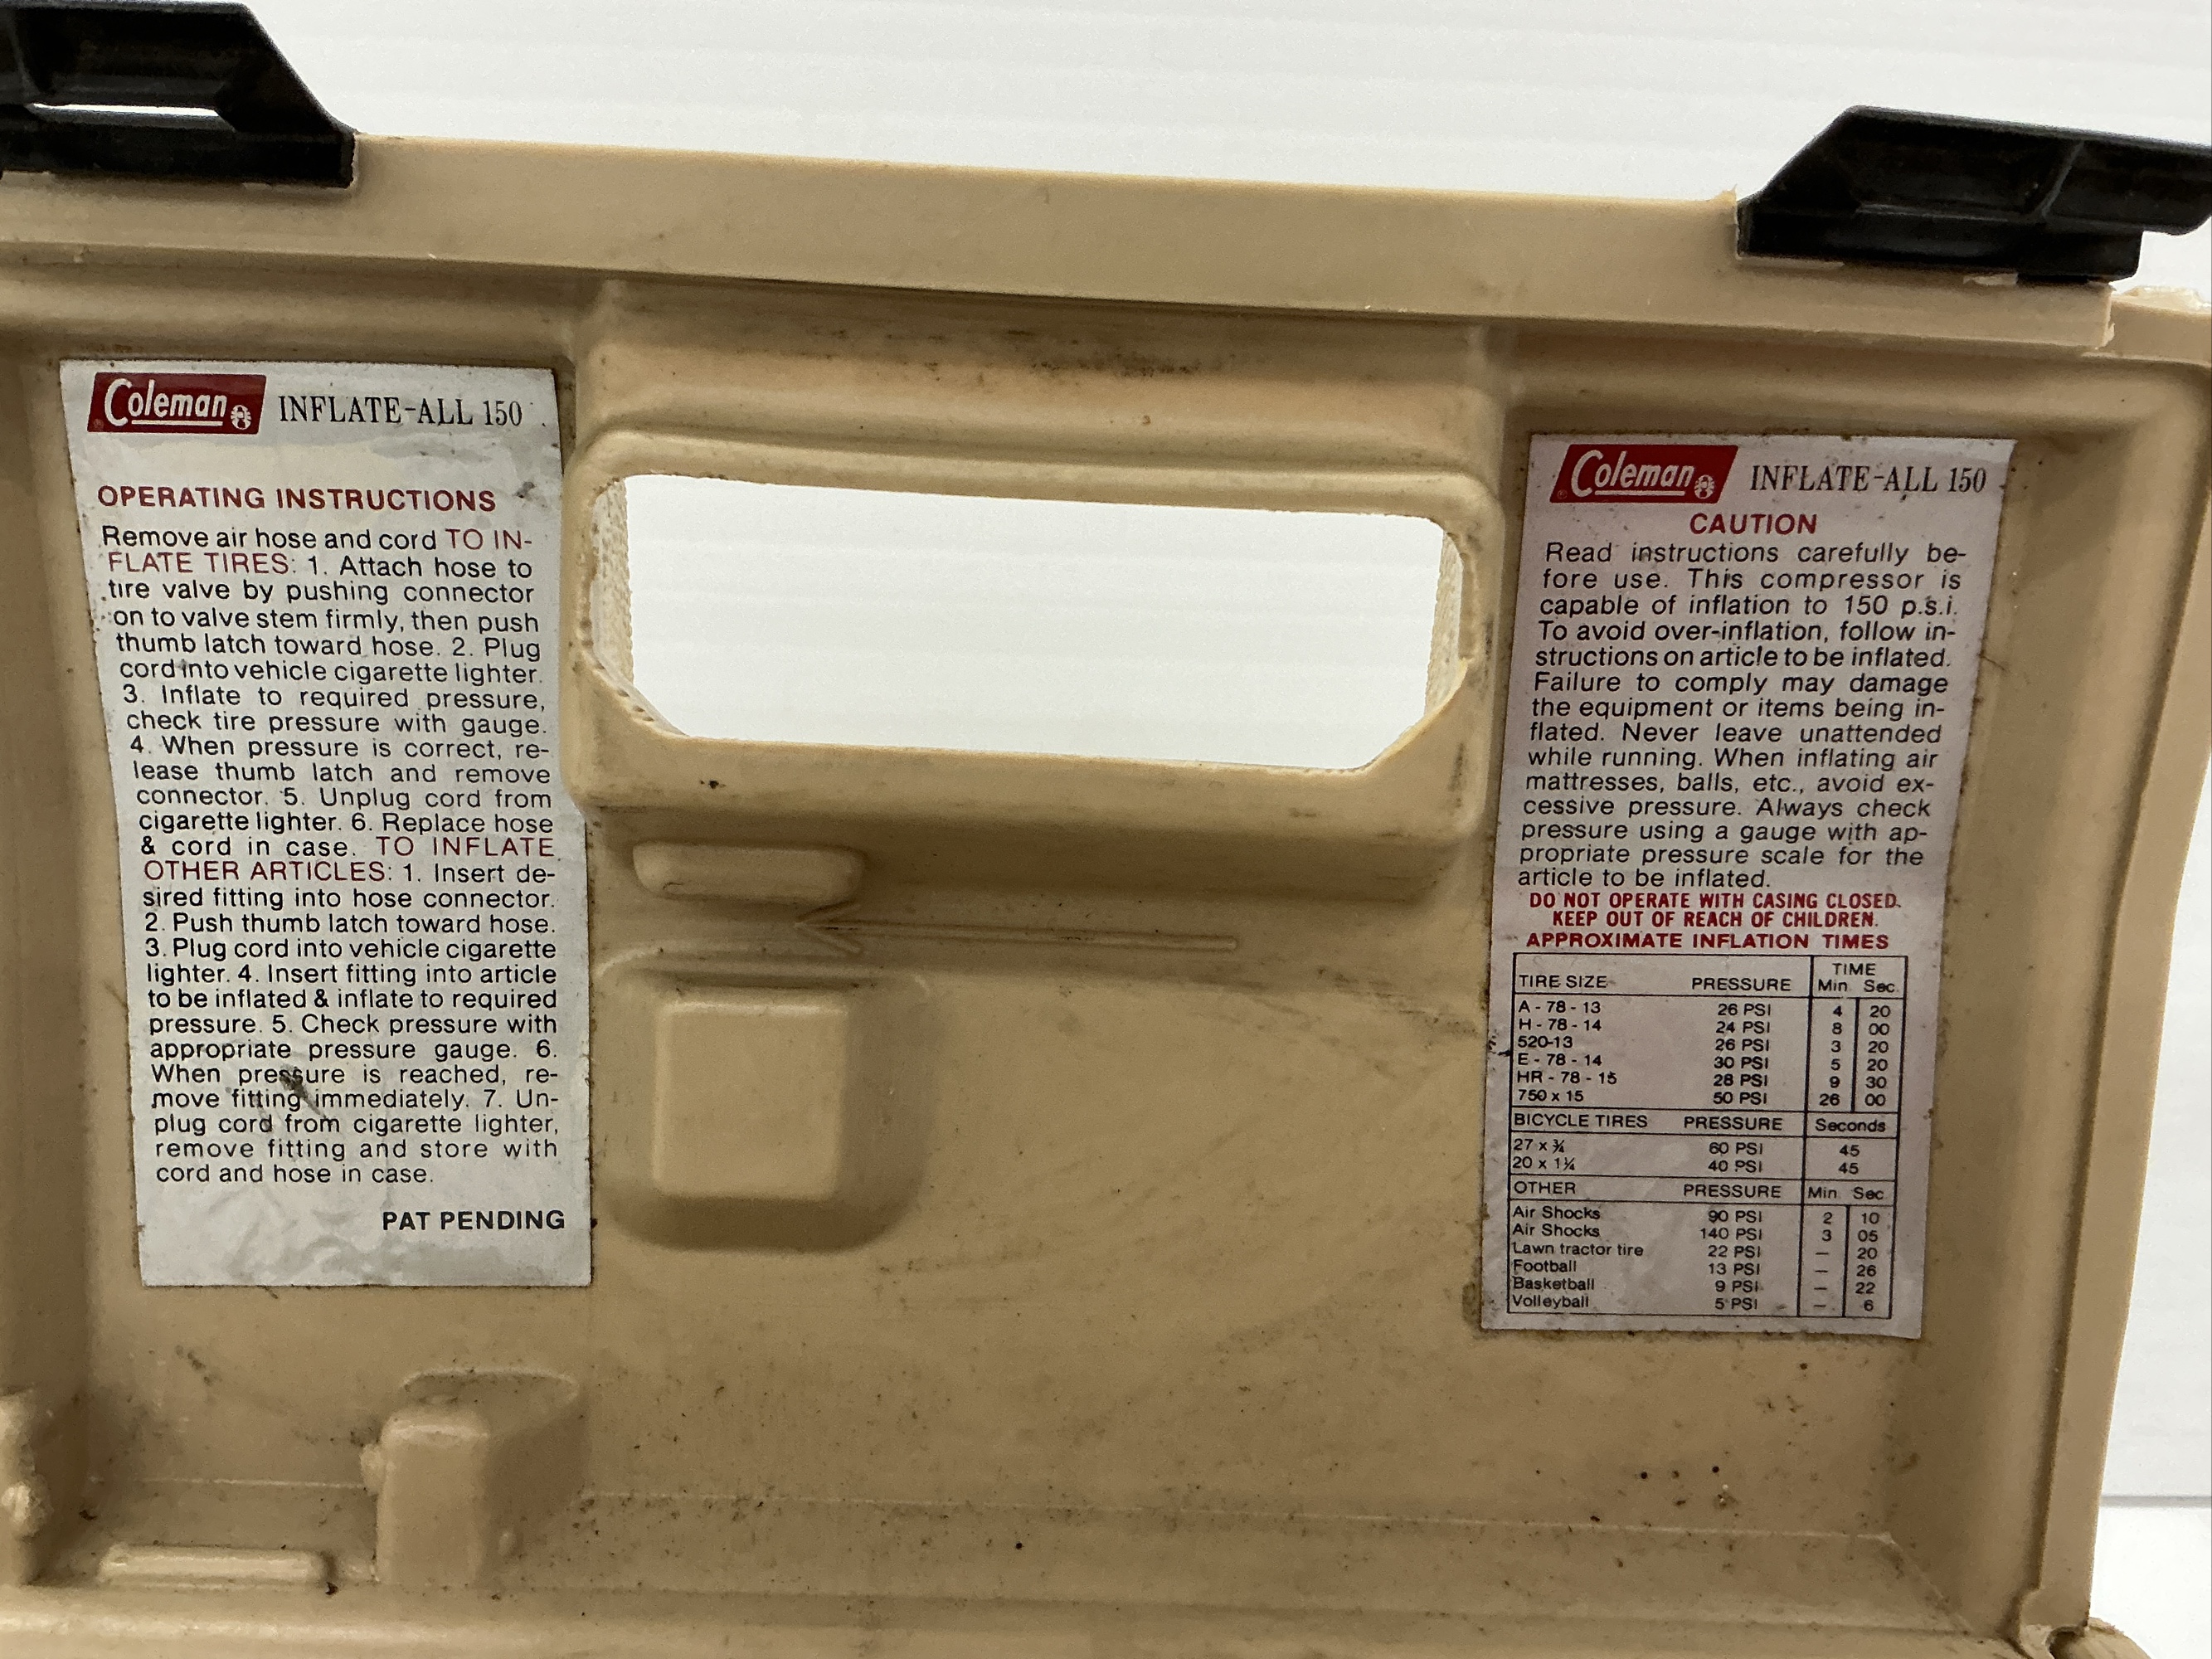 Coleman INFLATE-ALL 150
OPERATING INSTRUCTIONS
Remove air hose and cord TO IN-
FLATE TIRES: 1. Attach hose to
tire valve by pushing connector
on to valve stem firmly, then push
thumb latch toward hose. 2. Plug
cord into vehicle cigarette lighter.
3. Inflate to required pressure,
check tire pressure with gauge.
4. When pressure is correct, re-
lease thumb latch and remove
connector. 5. Unplug cord from
cigarette lighter. 6. Replace hose
& cord in case. TO INFLATE
OTHER ARTICLES: 1. Insert de-
sired fitting into hose connector.
2. Push thumb latch toward hose.
3. Plug cord into vehicle cigarette
lighter. 4. Insert fitting into article
to be inflated & inflate to required
pressure. 5. Check pressure with
appropriate pressure gauge. 6.
When pressure is reached, re-
move fitting immediately. 7. Un-
plug cord from cigarette lighter,
remove fitting and store with
cord and hose in case.
PAT PENDING
Coleman INFLATE-ALL 150
CAUTION
Read instructions carefully be-
fore use. This compressor is
capable of inflation to 150 p.s.i.
To avoid over-inflation, follow in-
structions on article to be inflated.
Failure to comply may damage
the equipment or items being in-
flated. Never leave unattended
while running. When inflating air
mattresses, balls, etc., avoid ex-
cessive pressure. Always check
pressure using a gauge with ap-
propriate pressure scale for the
article to be inflated.
DO NOT OPERATE WITH CASING CLOSED.
KEEP OUT OF REACH OF CHILDREN.
APPROXIMATE INFLATION TIMES
TIRE SIZE PRESSURE TIME
Min. Sec.
A - 78 - 13 26 PSI 4 20
H - 78 - 14 24 PSI 8 00
520-13 26 PSI 3 20
E - 78 - 14 30 PSI 5 20
HR - 78 - 15 28 PSI 9 30
750 x 15 50 PSI 26 00
BICYCLE TIRES PRESSURE Seconds
27 x ¾ 60 PSI 45
20 x 1¼ 40 PSI 45
OTHER PRESSURE Min. Sec.
Air Shocks 90 PSI 2 10
Air Shocks 140 PSI 3 05
Lawn tractor tire 22 PSI — 20
Football 13 PSI — 26
Basketball 9 PSI — 22
Volleyball 5 PSI — 6